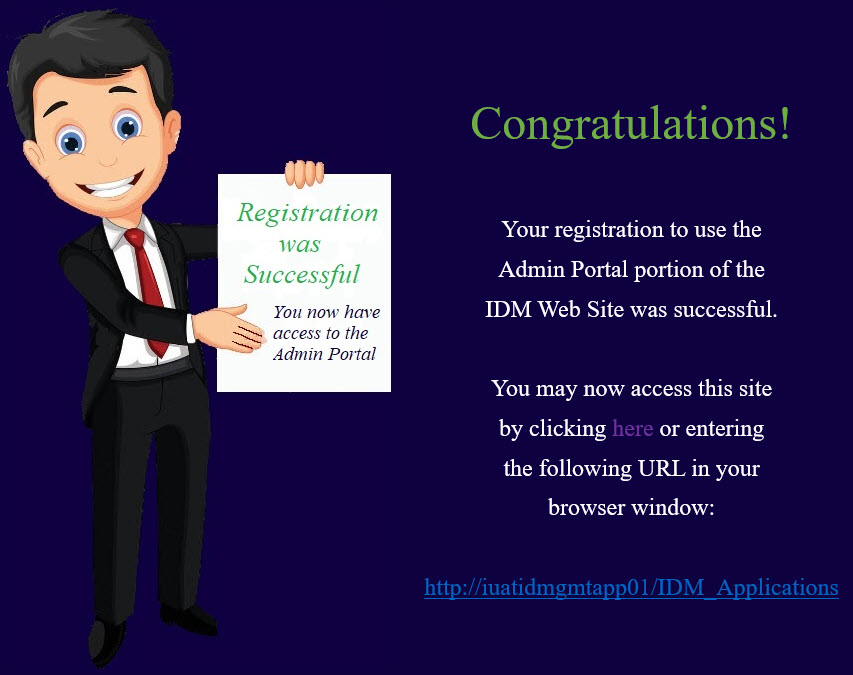 Congratulations!
Registration
was
Successful
You now have
access to the
Admin Portal
Your registration to use the
Admin Portal portion of the
IDM Web Site was successful.
You may now access this site
by clicking here or entering
the following URL in your
browser window:
http://iuatidmgmtapp01/IDM_Applications